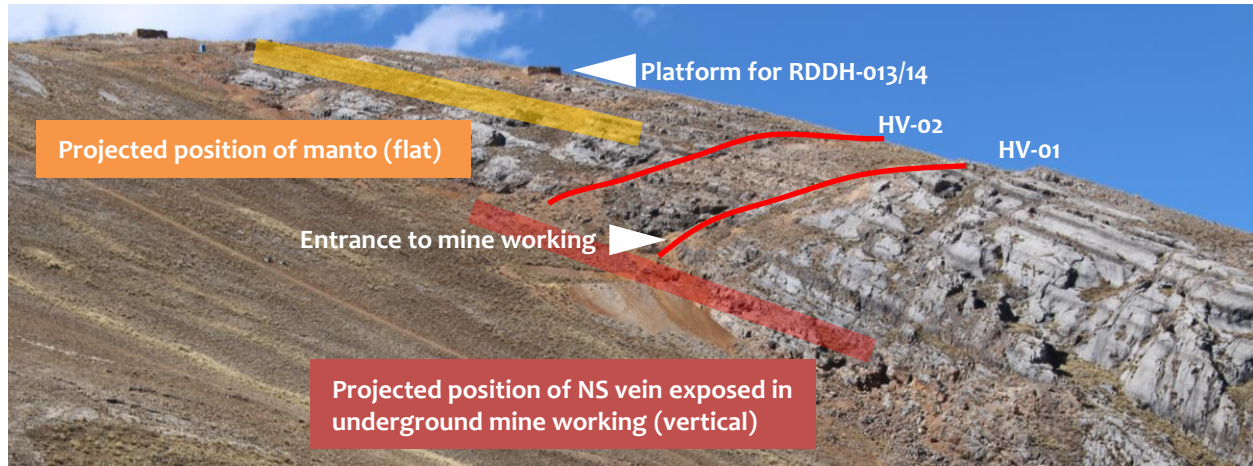 Platform for RDDH-013/14
HV-02
HV-01
Projected position of manto (flat)
Entrance to mine working
Projected position of NS vein exposed in
underground mine working (vertical)